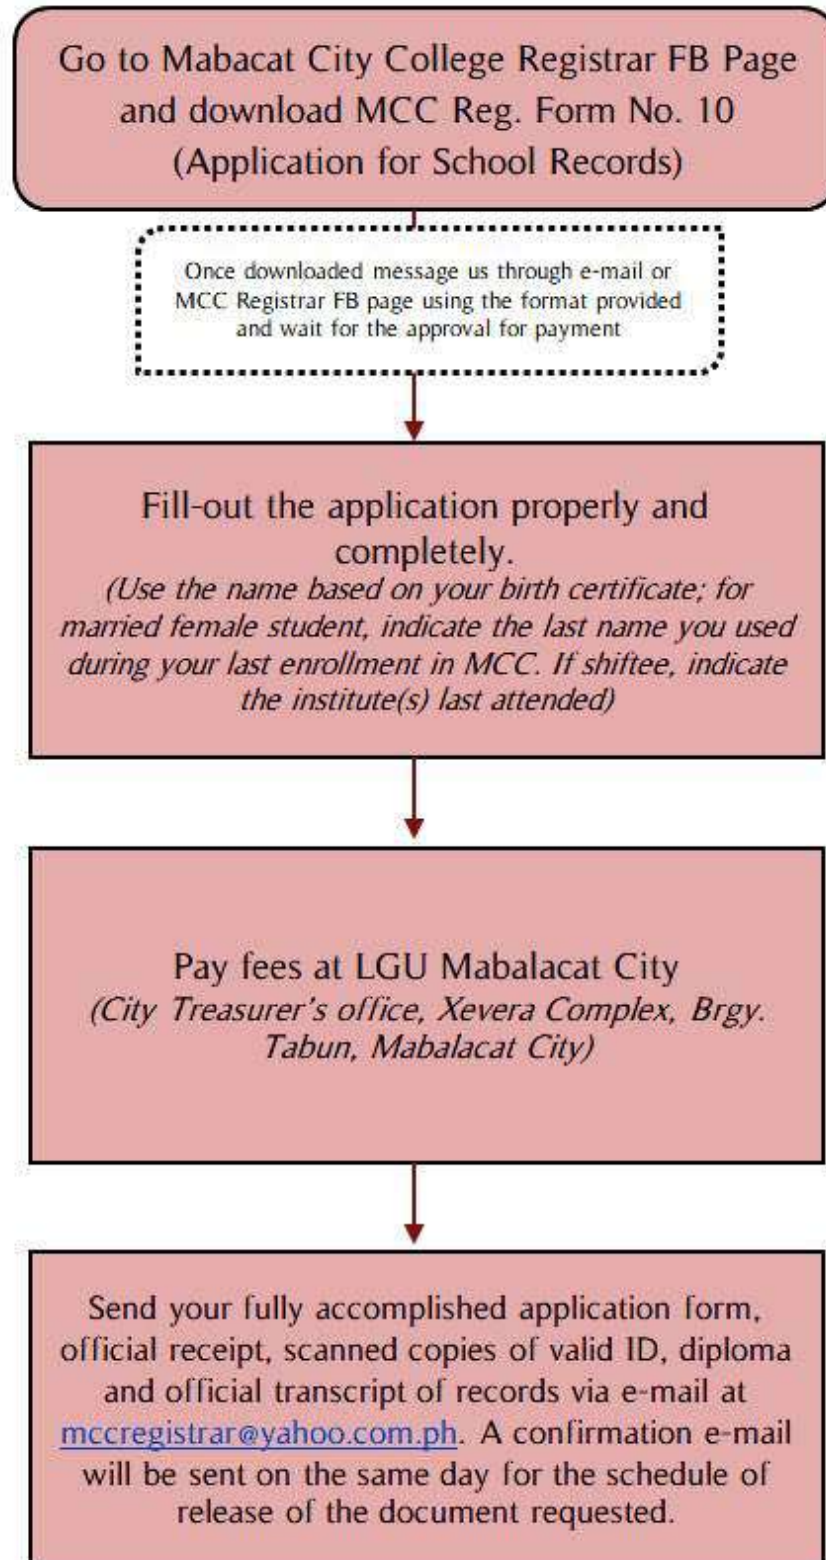 Go to Mabacat City College Registrar FB Page
and download MCC Reg. Form No. 10
(Application for School Records)
Once downloaded message us through e-mail or
MCC Registrar FB page using the format provided
and wait for the approval for payment
Fill-out the application properly and
completely.
(Use the name based on your birth certificate; for
married female student, indicate the last name you used
during your last enrollment in MCC. If shiftee, indicate
the institute(s) last attended)
Pay fees at LGU Mabalacat City
(City Treasurer's office, Xevera Complex, Brgy.
Tabun, Mabalacat City)
Send your fully accomplished application form,
official receipt, scanned copies of valid ID, diploma
and official transcript of records via e-mail at
mccregistrar@yahoo.com.ph. A confirmation e-mail
will be sent on the same day for the schedule of
release of the document requested.